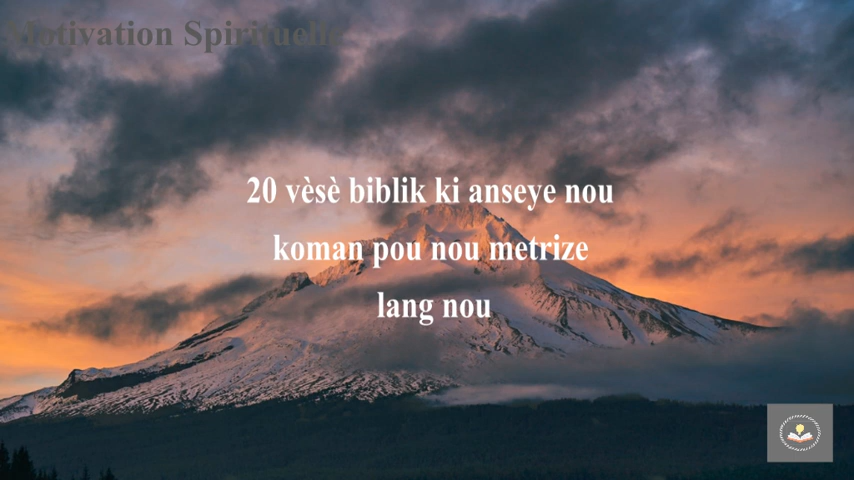 Motivation Spirituelle
20 vèsè biblik ki anseye nou
koman pou nou metrize
lang nou